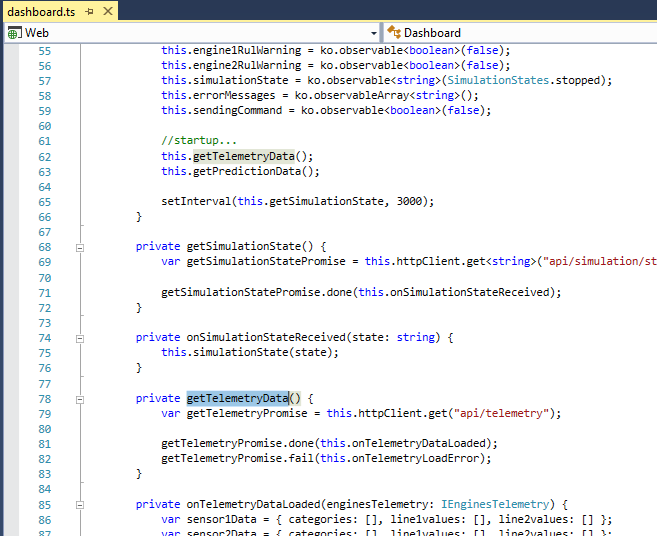 dashboard.ts
Web
Dashboard
55 this.engine1RulWarning = ko.observable<boolean>(false);
56 this.engine2RulWarning = ko.observable<boolean>(false);
57 this.simulationState = ko.observable<string>(SimulationStates.stopped);
58 this.errorMessages = ko.observableArray<string>();
59 this.sendingCommand = ko.observable<boolean>(false);
60
61 //startup...
62 this.getTelemetryData();
63 this.getPredictionData();
64
65 setInterval(this.getSimulationState, 3000);
66 }
67
68 private getSimulationState() {
69 var getSimulationStatePromise = this.httpClient.get<string>("api/simulation/st
70
71 getSimulationStatePromise.done(this.onSimulationStateReceived);
72 }
73
74 private onSimulationStateReceived(state: string) {
75 this.simulationState(state);
76 }
77
78 private getTelemetryData() {
79 var getTelemetryPromise = this.httpClient.get("api/telemetry");
80
81 getTelemetryPromise.done(this.onTelemetryDataLoaded);
82 getTelemetryPromise.fail(this.onTelemetryLoadError);
83 }
84
85 private onTelemetryDataLoaded(enginesTelemetry: IEnginesTelemetry) {
86 var sensor1Data = { categories: [], line1values: [], line2values: [] };
87 var sensor2Data = { categories: [], line1values: [], line2values: [] };